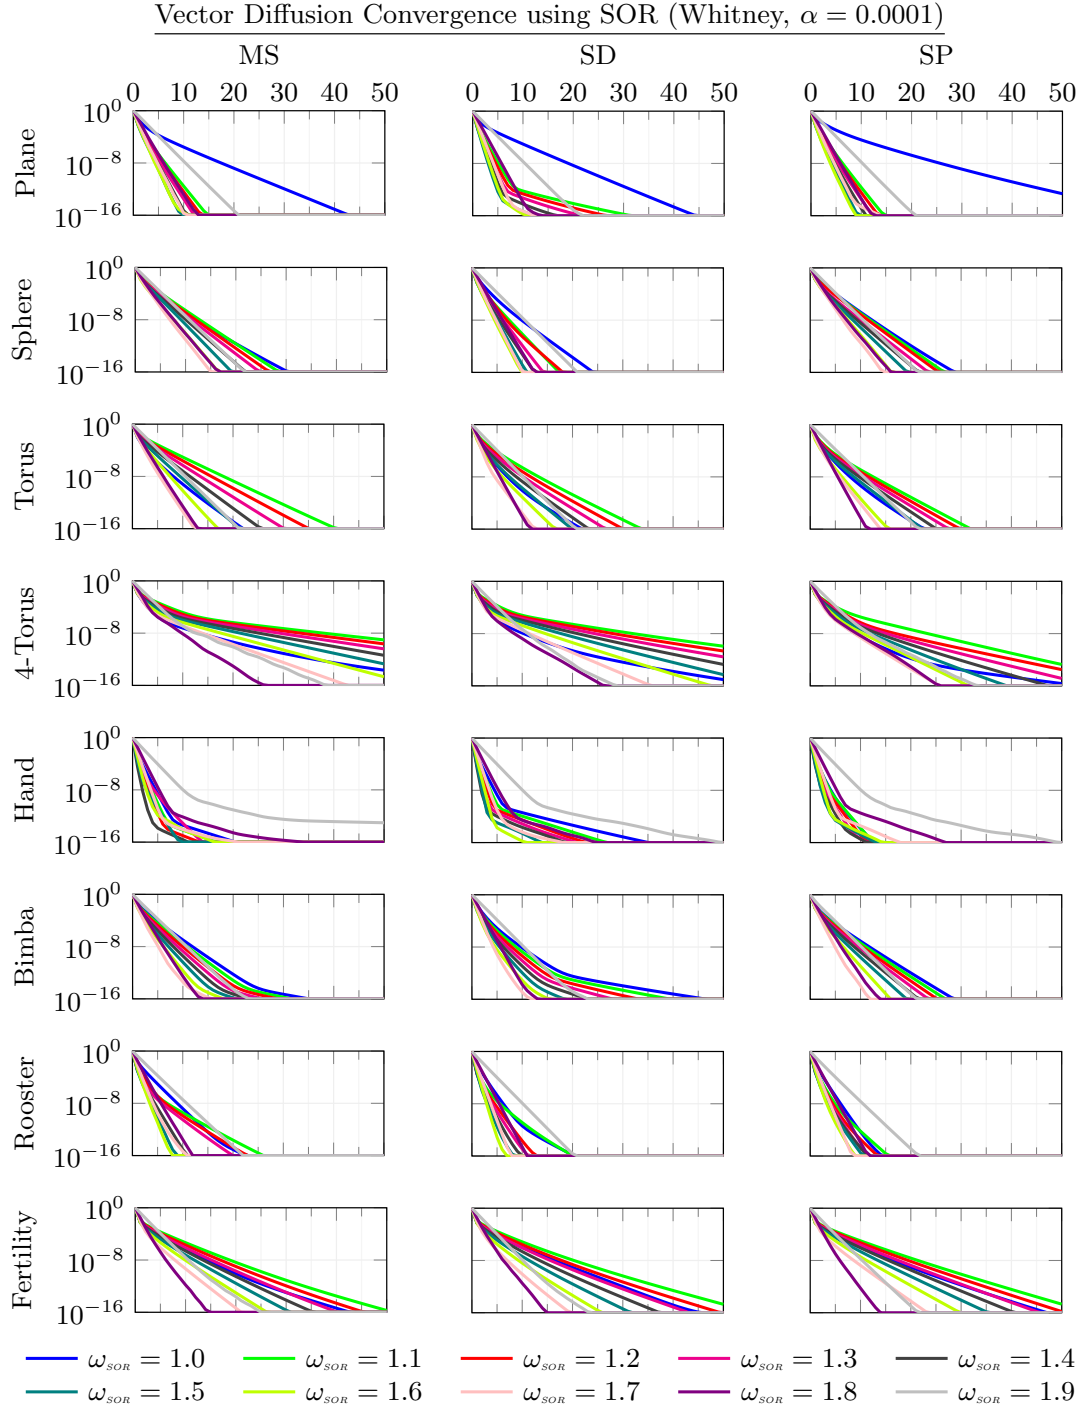 Vector Diffusion Convergence using SOR (Whitney, α = 0.0001)
MS SD SP
0 10 20 30 40 50 0 10 20 30 40 50 0 10 20 30 40 50
Plane
10^0
10^−8
10^−16
Sphere
10^0
10^−8
10^−16
Torus
10^0
10^−8
10^−16
4-Torus
10^0
10^−8
10^−16
Hand
10^0
10^−8
10^−16
Bimba
10^0
10^−8
10^−16
Rooster
10^0
10^−8
10^−16
Fertility
10^0
10^−8
10^−16
ω_SOR = 1.0 ω_SOR = 1.1 ω_SOR = 1.2 ω_SOR = 1.3 ω_SOR = 1.4
ω_SOR = 1.5 ω_SOR = 1.6 ω_SOR = 1.7 ω_SOR = 1.8 ω_SOR = 1.9